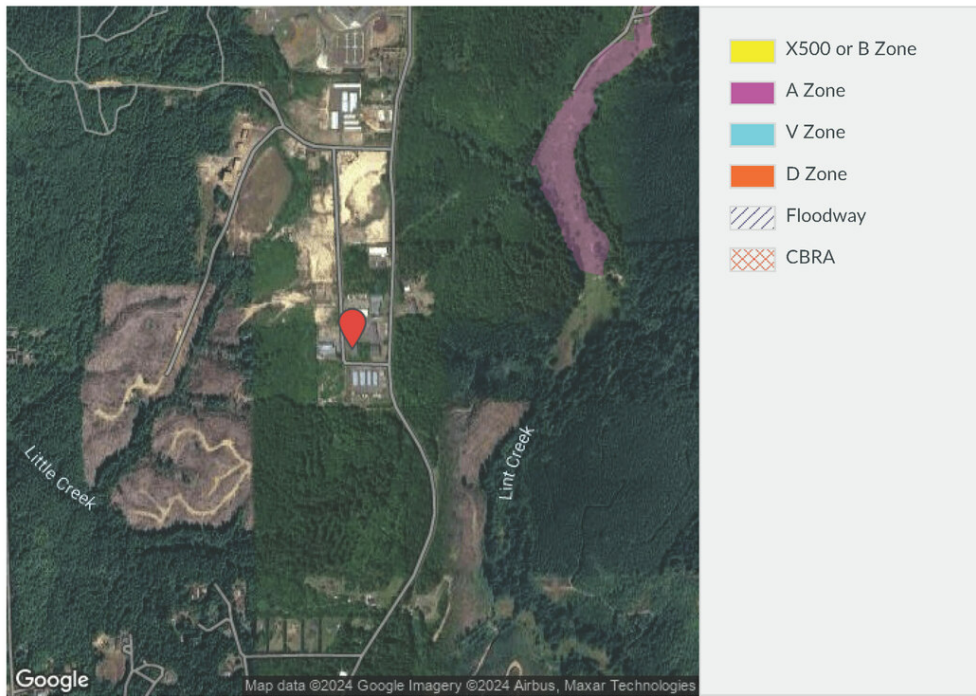 X500 or B Zone
A Zone
V Zone
D Zone
Floodway
CBRA
Little Creek
Lint Creek
Google
Map data ©2024 Google Imagery ©2024 Airbus, Maxar Technologies